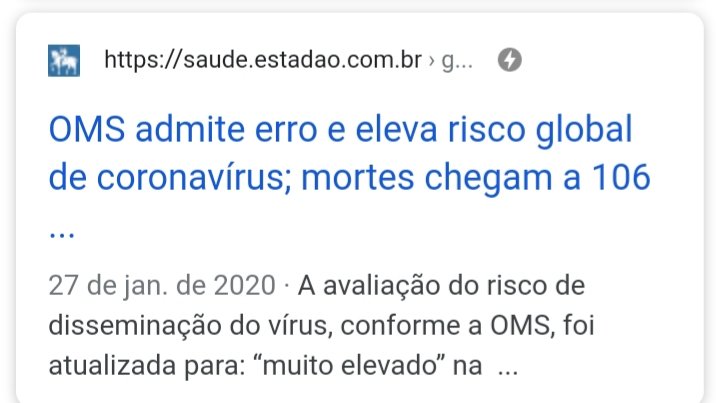 https://saude.estadao.com.br › g...
OMS admite erro e eleva risco global
de coronavírus; mortes chegam a 106
...
27 de jan. de 2020 · A avaliação do risco de
disseminação do vírus, conforme a OMS, foi
atualizada para: “muito elevado” na ...